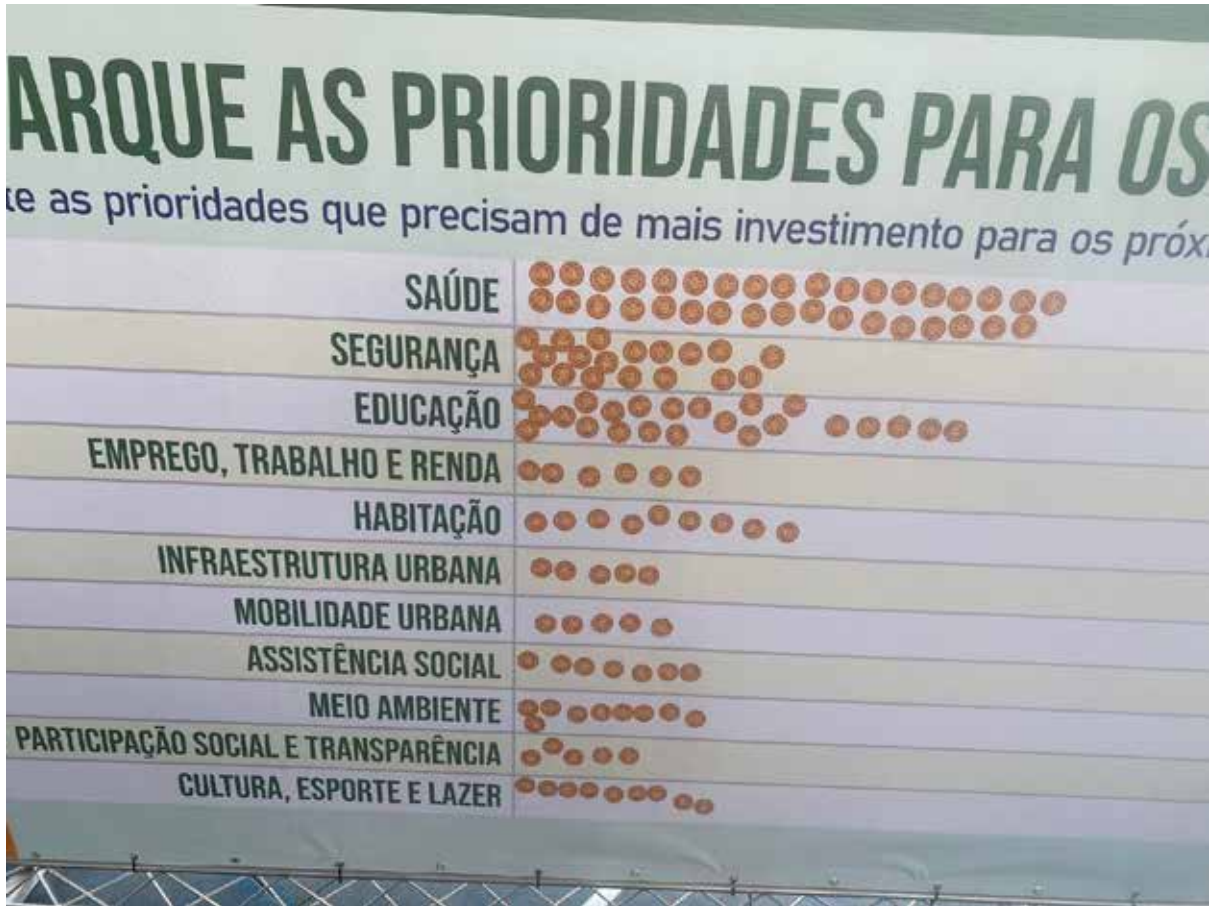 ARQUE AS PRIORIDADES PARA OS
te as prioridades que precisam de mais investimento para os próxi
SAÚDE
SEGURANÇA
EDUCAÇÃO
EMPREGO, TRABALHO E RENDA
HABITAÇÃO
INFRAESTRUTURA URBANA
MOBILIDADE URBANA
ASSISTÊNCIA SOCIAL
MEIO AMBIENTE
PARTICIPAÇÃO SOCIAL E TRANSPARÊNCIA
CULTURA, ESPORTE E LAZER